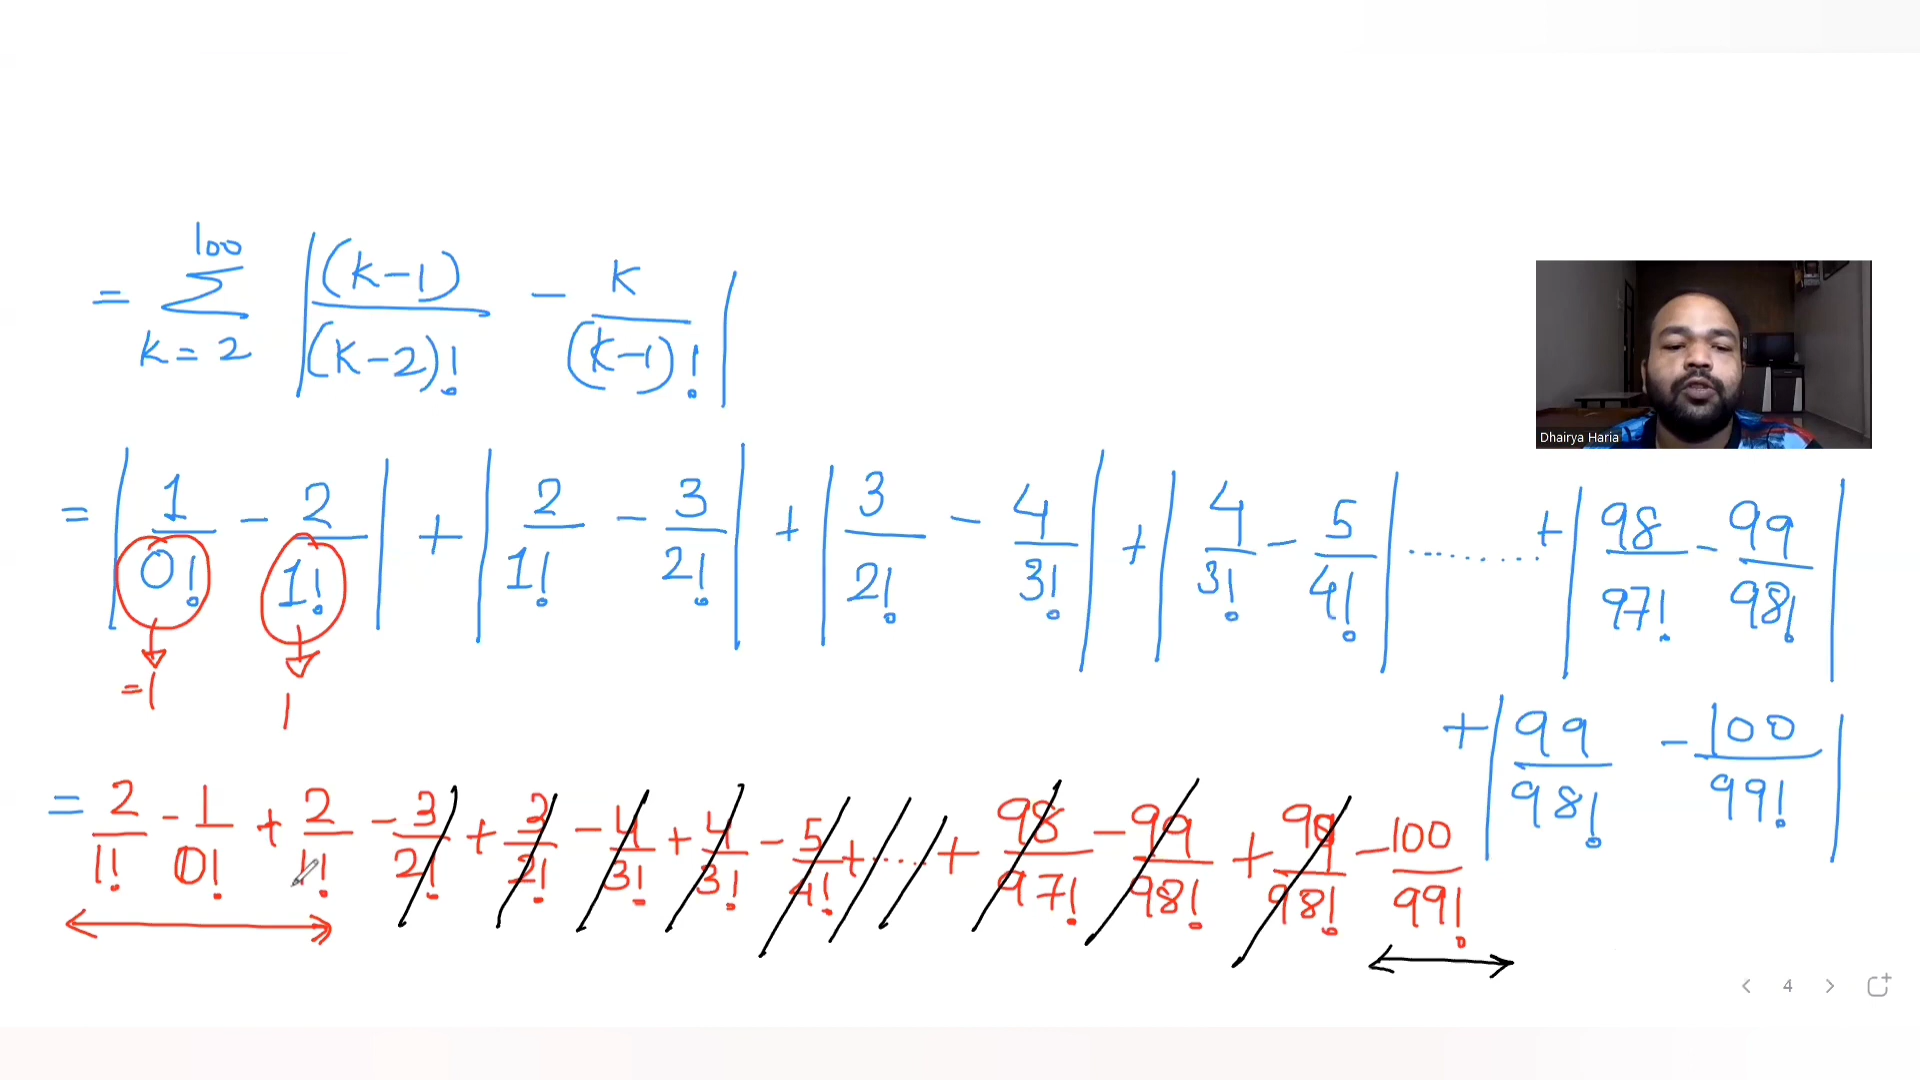 = 100 Σ k=2 | (k-1)/(k-2)! - k/(k-1)! |
= | 1/0! - 2/1! | + | 2/1! - 3/2! | + | 3/2! - 4/3! | + | 4/3! - 5/4! | ......... + | 98/97! - 99/98! |
=1 1
+ | 99/98! - 100/99! |
= 2/1! - 1/0! + 2/1! - 3/2! + 3/2! - 4/3! + 4/3! - 5/4! + .... + 98/97! - 99/98! + 99/98! - 100/99!
Dhairya Haria
< 4 >